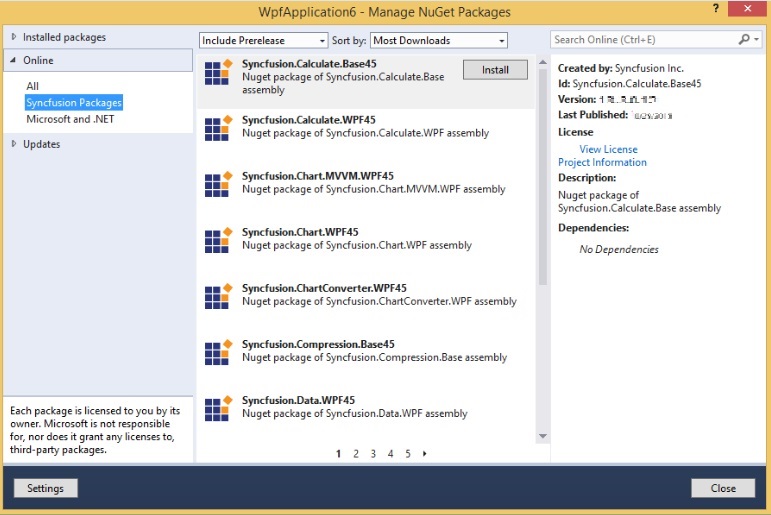 WpfApplication6 - Manage NuGet Packages
? x
Installed packages
Online
All
Syncfusion Packages
Microsoft and .NET
Updates
Each package is licensed to you by its
owner. Microsoft is not responsible
for, nor does it grant any licenses to,
third-party packages.
Include Prerelease Sort by: Most Downloads
Syncfusion.Calculate.Base45
Nuget package of Syncfusion.Calculate.Base
assembly
Install
Syncfusion.Calculate.WPF45
Nuget package of Syncfusion.Calculate.WPF assembly
Syncfusion.Chart.MVVM.WPF45
Nuget package of Syncfusion.Chart.MVVM.WPF assembly
Syncfusion.Chart.WPF45
Nuget package of Syncfusion.Chart.WPF assembly
Syncfusion.ChartConverter.WPF45
Nuget package of Syncfusion.ChartConverter.WPF assembly
Syncfusion.Compression.Base45
Nuget package of Syncfusion.Compression.Base assembly
Syncfusion.Data.WPF45
Nuget package of Syncfusion.Data.WPF assembly
1 2 3 4 5
Search Online (Ctrl+E)
Created by: Syncfusion Inc.
Id: Syncfusion.Calculate.Base45
Version:
Last Published:
License
View License
Project Information
Description:
Nuget package of
Syncfusion.Calculate.Base assembly
Dependencies:
No Dependencies
Settings
Close